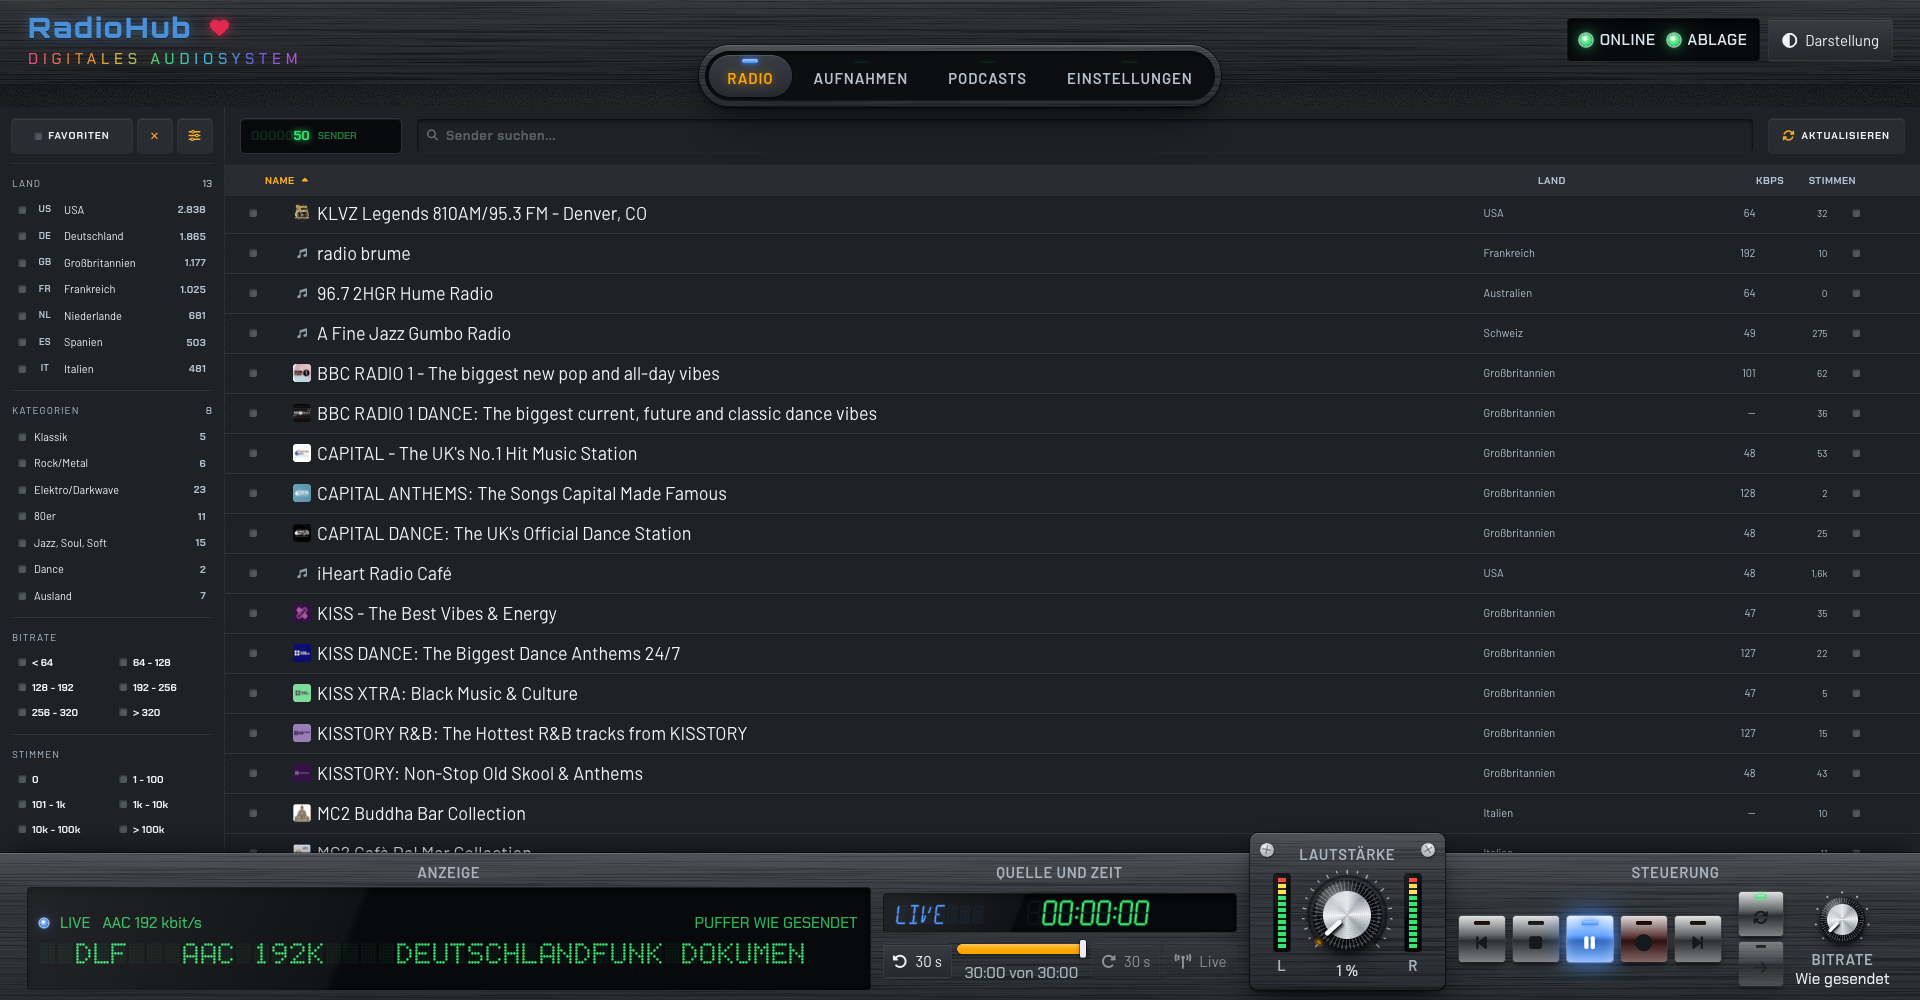 RadioHub
DIGITALES AUDIOSYSTEM
ONLINE ABLAGE Darstellung
RADIO AUFNAHMEN PODCASTS EINSTELLUNGEN
FAVORITEN ×
50 SENDER
Sender suchen...
AKTUALISIEREN
LAND 13
US USA 2.838
DE Deutschland 1.865
GB Großbritannien 1.177
FR Frankreich 1.025
NL Niederlande 681
ES Spanien 503
IT Italien 481
KATEGORIEN 8
Klassik 5
Rock/Metal 6
Elektro/Darkwave 23
80er 11
Jazz, Soul, Soft 15
Dance 2
Ausland 7
BITRATE
< 64 64 - 128
128 - 192 192 - 256
256 - 320 > 320
STIMMEN
0 1 - 100
101 - 1k 1k - 10k
10k - 100k > 100k
NAME LAND KBPS STIMMEN
KLVZ Legends 810AM/95.3 FM - Denver, CO USA 64 32
radio brume Frankreich 192 10
96.7 2HGR Hume Radio Australien 64 0
A Fine Jazz Gumbo Radio Schweiz 49 275
BBC RADIO 1 - The biggest new pop and all-day vibes Großbritannien 101 62
BBC RADIO 1 DANCE: The biggest current, future and classic dance vibes Großbritannien – 36
CAPITAL - The UK's No.1 Hit Music Station Großbritannien 48 53
CAPITAL ANTHEMS: The Songs Capital Made Famous Großbritannien 128 2
CAPITAL DANCE: The UK's Official Dance Station Großbritannien 48 25
iHeart Radio Café USA 48 1,6k
KISS - The Best Vibes & Energy Großbritannien 47 35
KISS DANCE: The Biggest Dance Anthems 24/7 Großbritannien 127 22
KISS XTRA: Black Music & Culture Großbritannien 47 5
KISSTORY R&B: The Hottest R&B tracks from KISSTORY Großbritannien 127 15
KISSTORY: Non-Stop Old Skool & Anthems Großbritannien 48 43
MC2 Buddha Bar Collection Italien – 10
MC2 Cafè Del Mar Collection Italien 11
ANZEIGE
LIVE AAC 192 kbit/s PUFFER WIE GESENDET
DLF AAC 192K DEUTSCHLANDFUNK DOKUMEN
QUELLE UND ZEIT
LIVE 00:00:00
30 s 30:00 von 30:00 30 s Live
LAUTSTÄRKE
L 1 % R
STEUERUNG
BITRATE
Wie gesendet